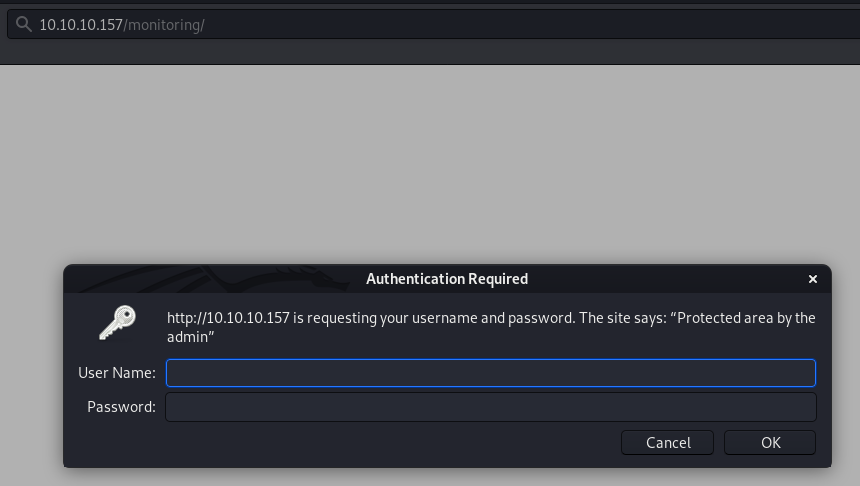 10.10.10.157/monitoring/
Authentication Required
http://10.10.10.157 is requesting your username and password. The site says: “Protected area by the
admin”
User Name:
Password:
Cancel OK